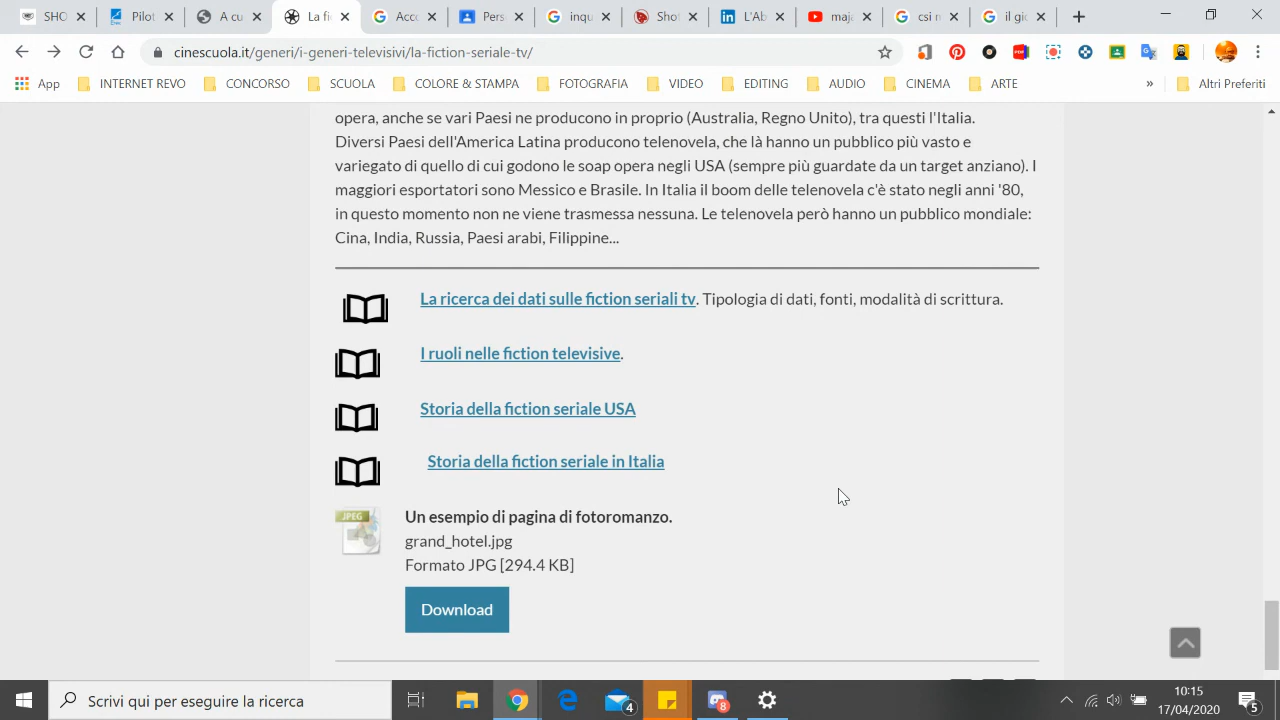 SHO
Pilot
A cu
La fi
Acco
Pers
inqu
Shot
L'Ab
maja
csi n
il gio
cinescuola.it/generi/i-generi-televisivi/la-fiction-seriale-tv/
App INTERNET REVO CONCORSO SCUOLA COLORE & STAMPA FOTOGRAFIA VIDEO EDITING AUDIO CINEMA ARTE » Altri Preferiti
opera, anche se vari Paesi ne producono in proprio (Australia, Regno Unito), tra questi l'Italia.
Diversi Paesi dell'America Latina producono telenovela, che là hanno un pubblico più vasto e
variegato di quello di cui godono le soap opera negli USA (sempre più guardate da un target anziano). I
maggiori esportatori sono Messico e Brasile. In Italia il boom delle telenovela c'è stato negli anni '80,
in questo momento non ne viene trasmessa nessuna. Le telenovela però hanno un pubblico mondiale:
Cina, India, Russia, Paesi arabi, Filippine...
La ricerca dei dati sulle fiction seriali tv. Tipologia di dati, fonti, modalità di scrittura.
I ruoli nelle fiction televisive.
Storia della fiction seriale USA
Storia della fiction seriale in Italia
JPEG
Un esempio di pagina di fotoromanzo.
grand_hotel.jpg
Formato JPG [294.4 KB]
Download
Scrivi qui per eseguire la ricerca
4
8
10:15
17/04/2020
5